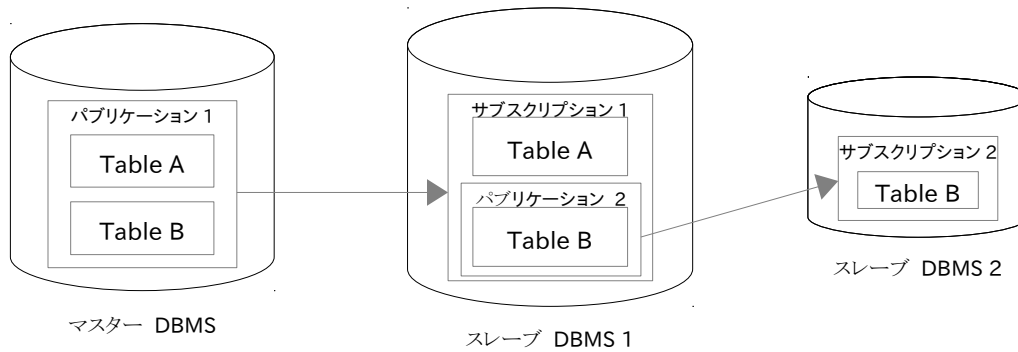 パブリケーション 1
Table A
Table B
マスター DBMS
サブスクリプション 1
Table A
パブリケーション 2
Table B
スレーブ DBMS 1
サブスクリプション 2
Table B
スレーブ DBMS 2